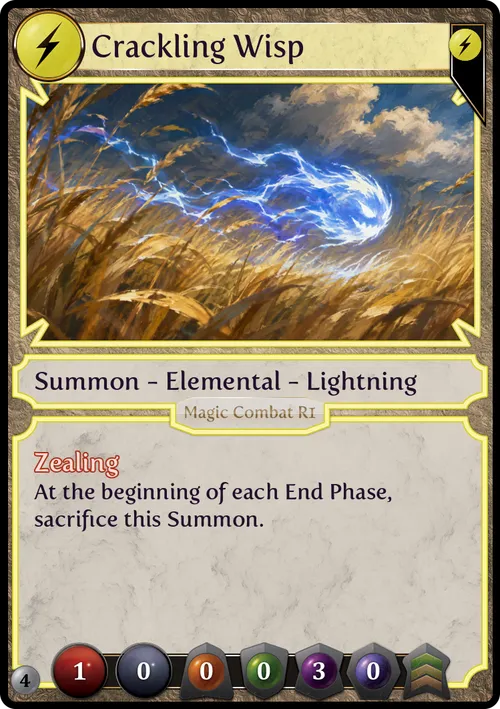 Crackling Wisp
Summon – Elemental – Lightning
Magic Combat R1
Zealing
At the beginning of each End Phase,
sacrifice this Summon.
4 1* 0* 0 0 3 0